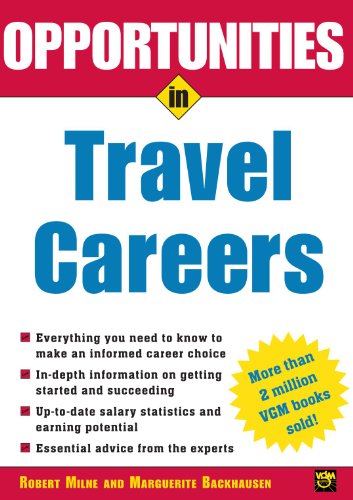 OPPORTUNITIES
in
Travel
Careers
Everything you need to know to
make an informed career choice
In-depth information on getting
started and succeeding
Up-to-date salary statistics and
earning potential
Essential advice from the experts
More than
2 million
VGM books
sold!
ROBERT MILNE AND MARGUERITE BACKHAUSEN
VGM